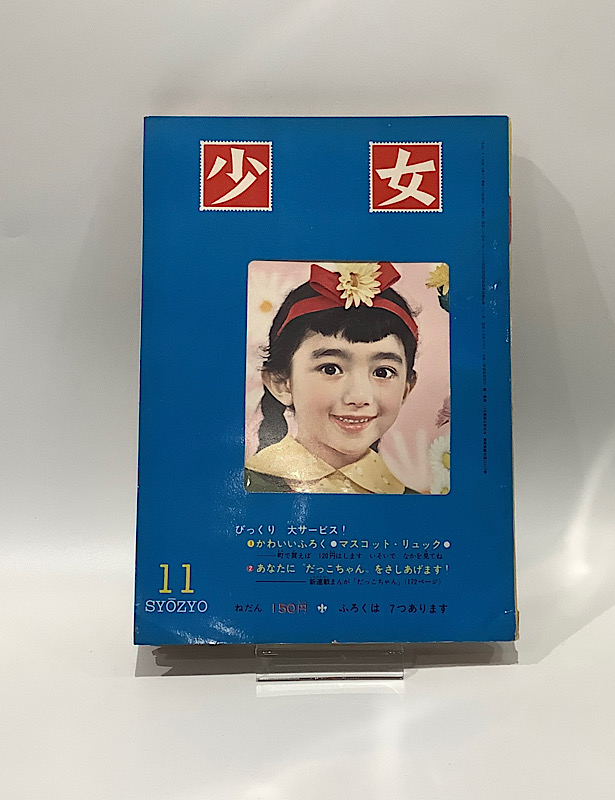 少女
びっくり 大サービス!
❶かわいいふろく●マスコット・リュック●
――町で買えば 120円はします いそいで なかを見てね
❷あなたに〝だっこちゃん〟をさしあげます!
――新連載まんが「だっこちゃん」(172ページ)
11
SYŌZYO
ねだん 150円 ふろくは 7つあります